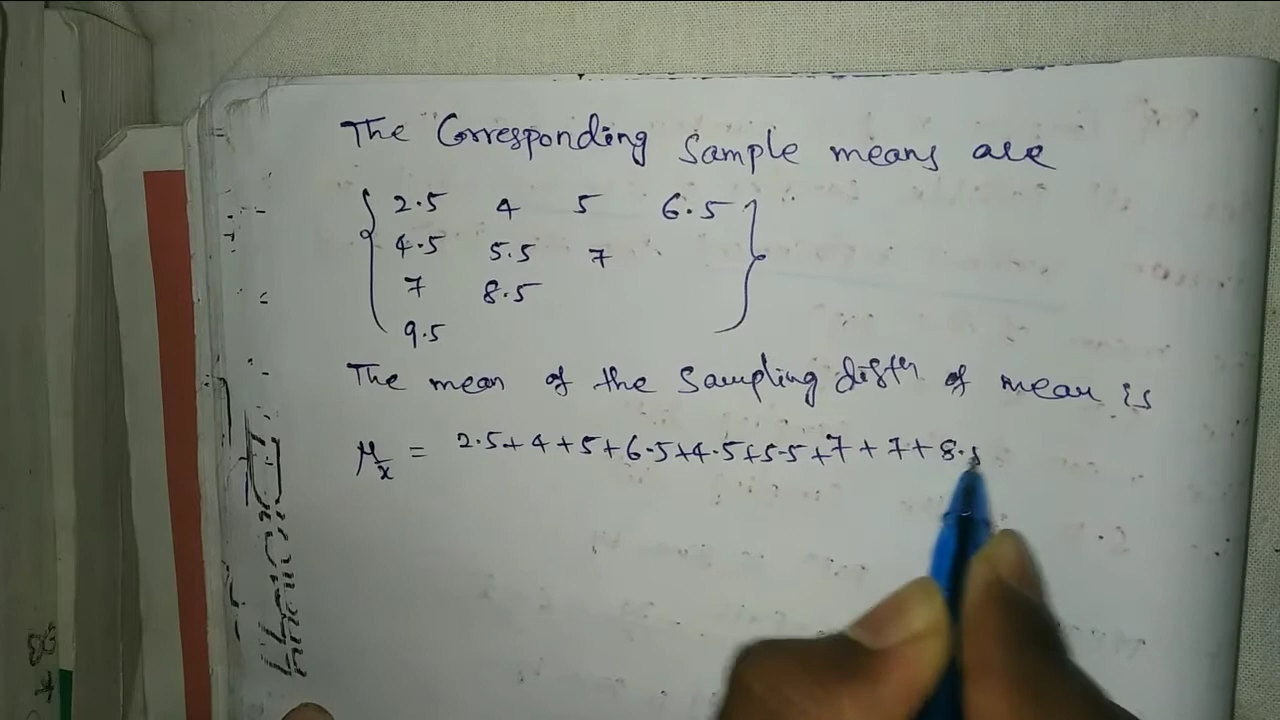 The Corresponding Sample means are
{ 2.5 4 5 6.5 }
4.5 5.5 7
7 8.5
9.5
The mean of the Sampling distn of mean is
μx̄ = 2.5+4+5+6.5+4.5+5.5+7+7+8.5